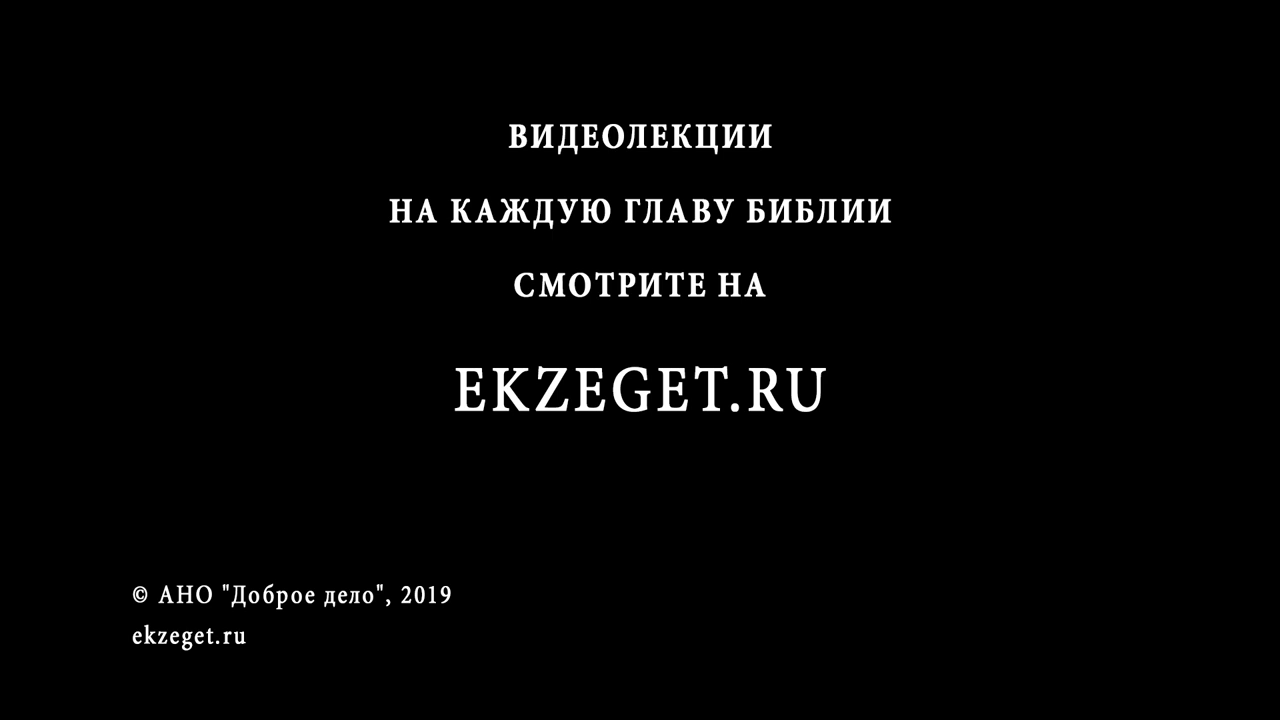 ВИДЕОЛЕКЦИИ
НА КАЖДУЮ ГЛАВУ БИБЛИИ
СМОТРИТЕ НА
EKZEGET.RU
© АНО "Доброе дело", 2019
ekzeget.ru